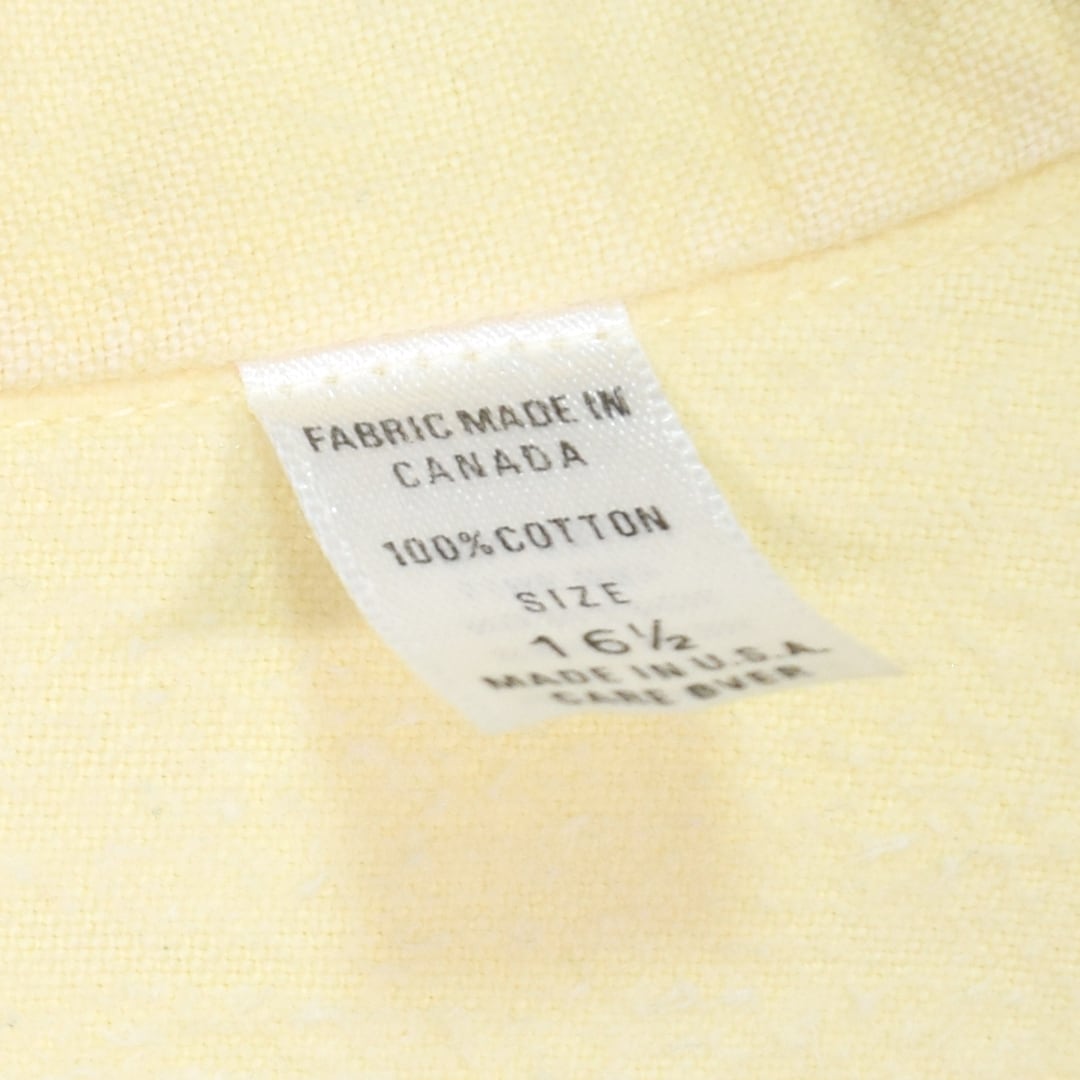 FABRIC MADE IN
CANADA
100% COTTON
SIZE
16½
MADE IN U.S.A.
CARE OVER